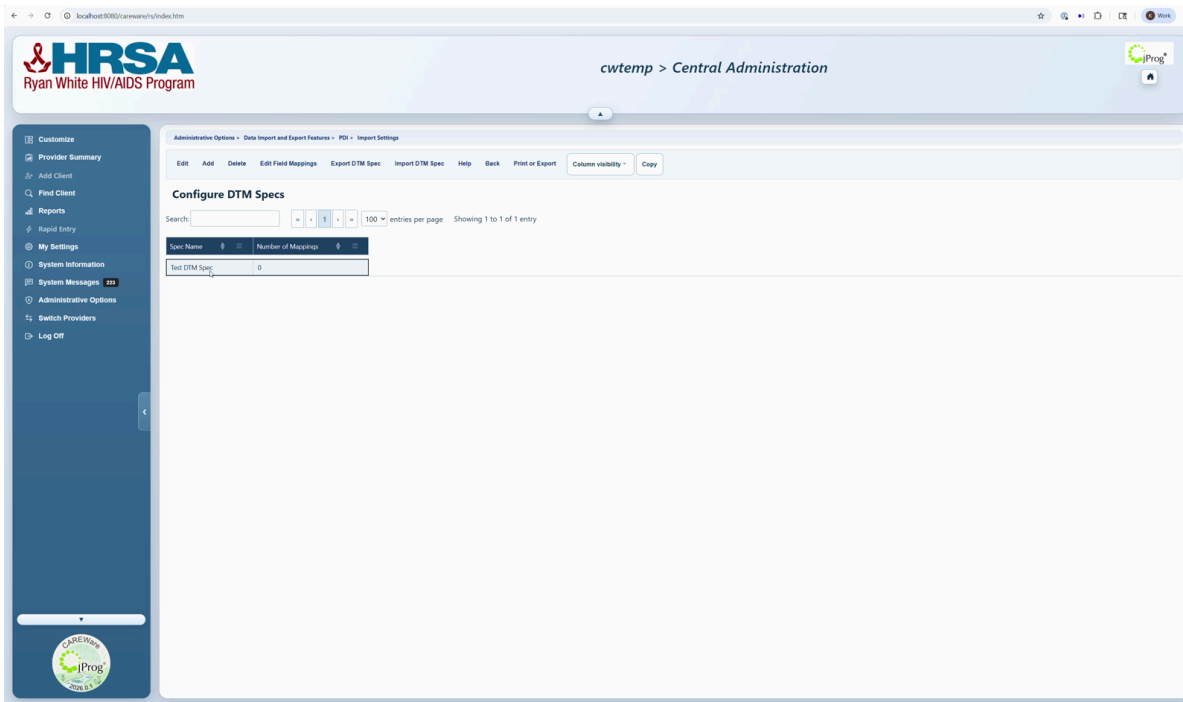 localhost:8080/careware/rs/index.htm
Work
HRSA
Ryan White HIV/AIDS Program
cwtemp > Central Administration
jProg®
Customize
Provider Summary
Add Client
Find Client
Reports
Rapid Entry
My Settings
System Information
System Messages 223
Administrative Options
Switch Providers
Log Off
Administrative Options > Data Import and Export Features > PDI > Import Settings
Edit Add Delete Edit Field Mappings Export DTM Spec Import DTM Spec Help Back Print or Export Column visibility Copy
Configure DTM Specs
Search: « ‹ 1 › » 100 entries per page Showing 1 to 1 of 1 entry
Spec Name Number of Mappings
Test DTM Spec 0
CAREWare
jProg®
2026.0.1